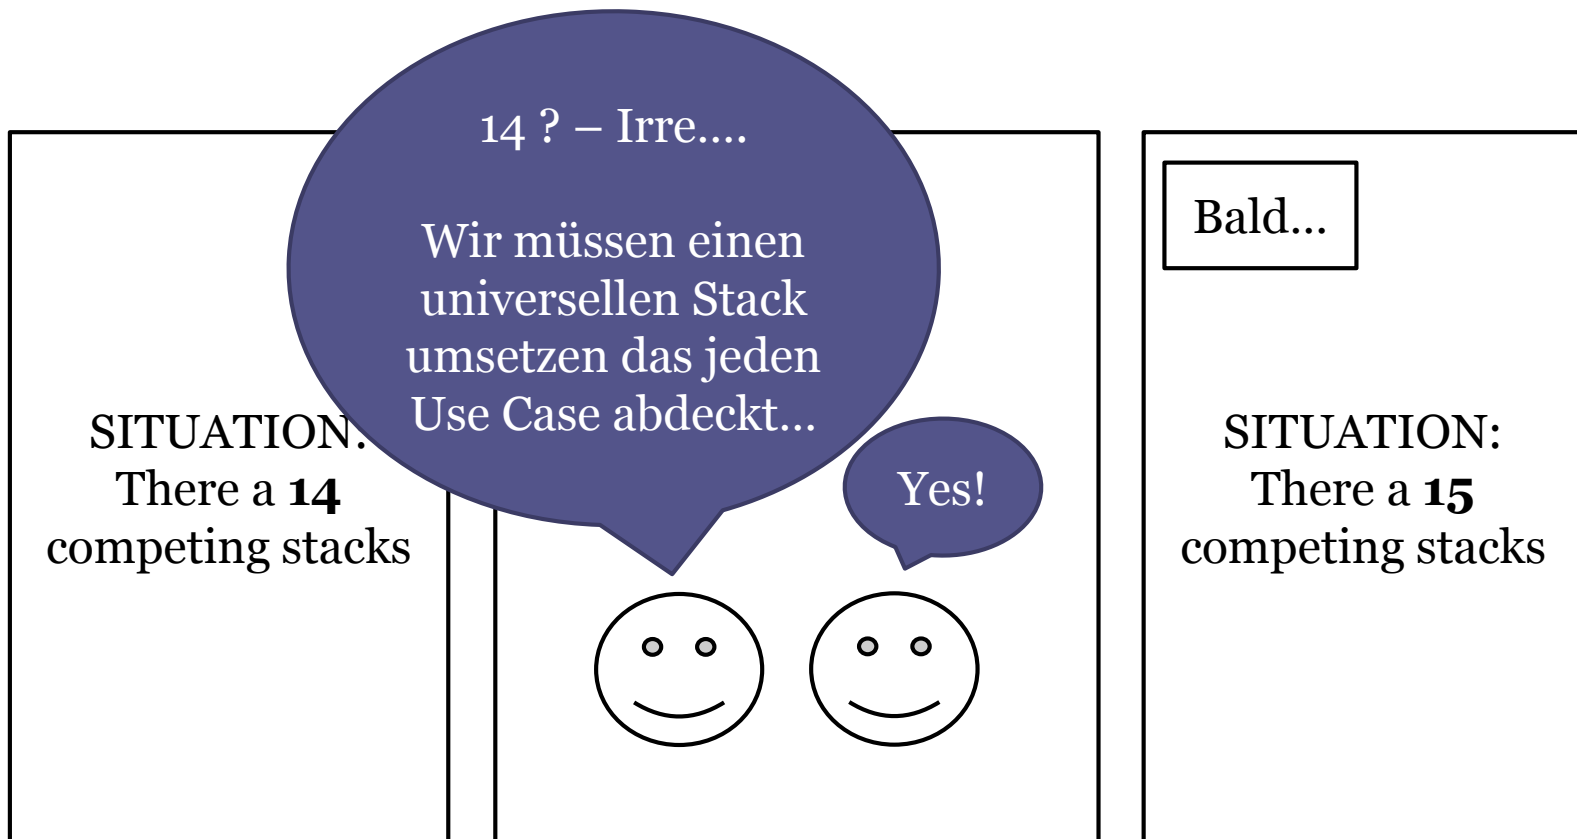 SITUATION:
There a 14
competing stacks
14 ? – Irre....
Wir müssen einen
universellen Stack
umsetzen das jeden
Use Case abdeckt...
Yes!
Bald...
SITUATION:
There a 15
competing stacks